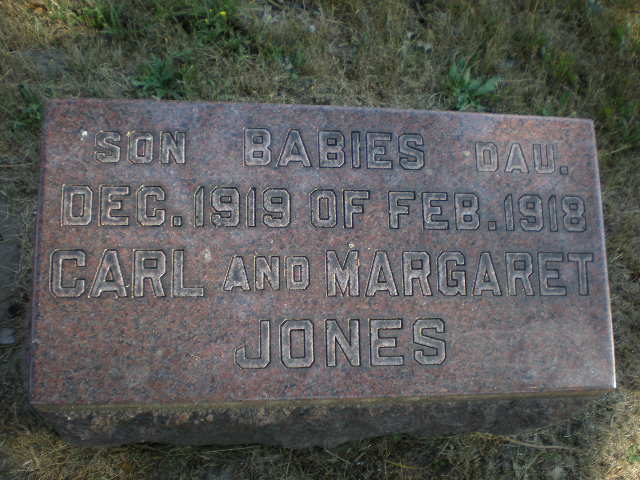 SON BABIES DAU.
DEC. 1919 OF FEB. 1918
CARL AND MARGARET
JONES